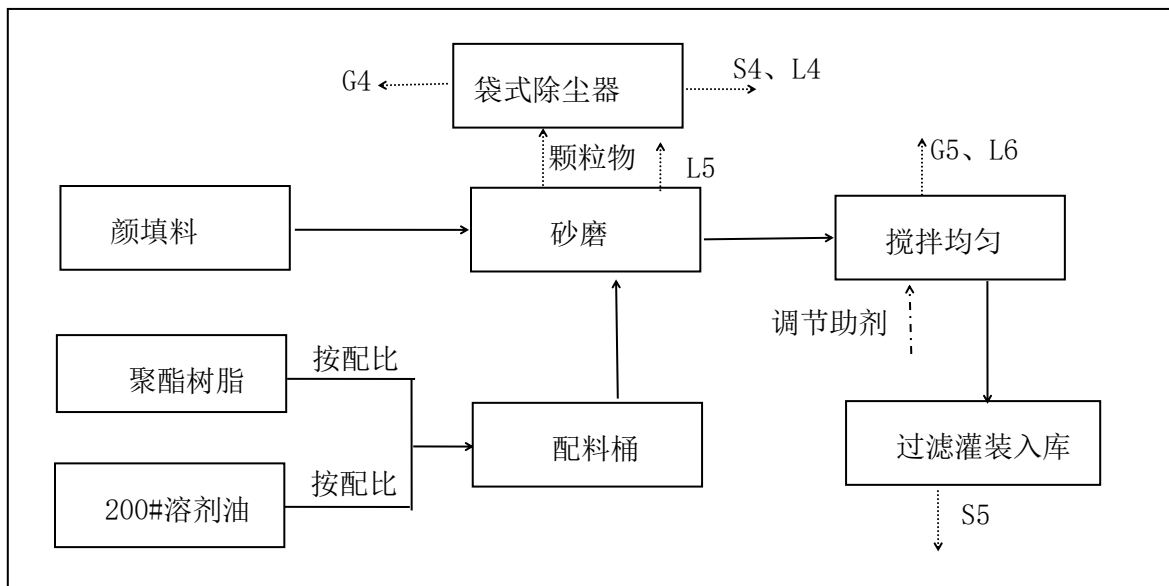 袋式除尘器
G4
S4、L4
颗粒物
L5
G5、L6
颜填料
砂磨
搅拌均匀
调节助剂
按配比
聚酯树脂
配料桶
过滤灌装入库
按配比
200#溶剂油
S5